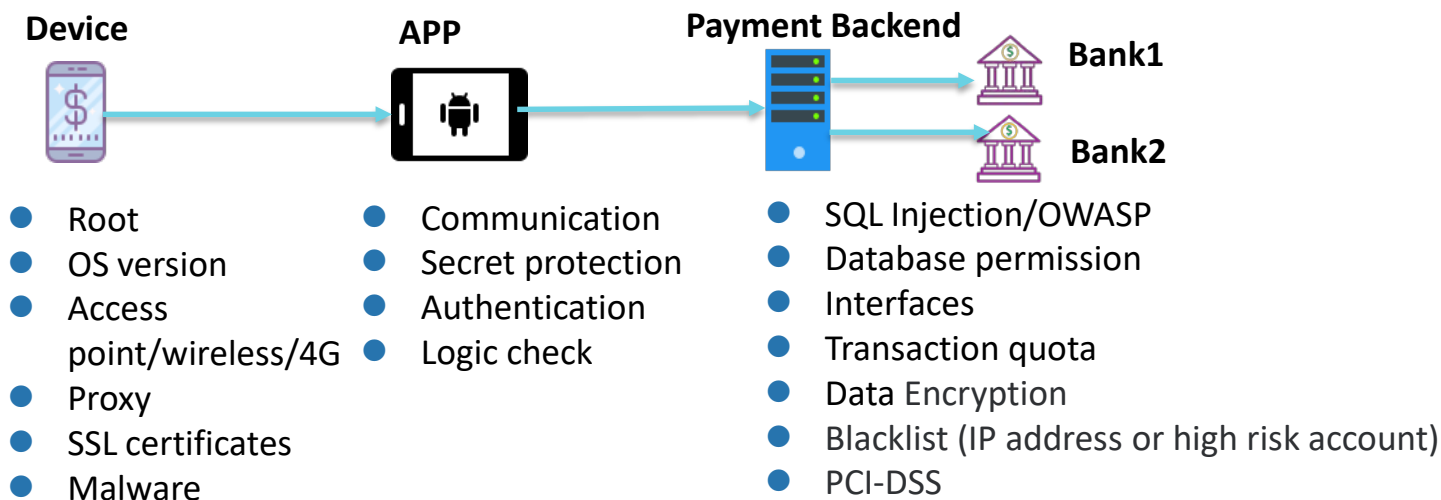 Device
APP
Payment Backend
Bank1
Bank2
Root
OS version
Access
point/wireless/4G
Proxy
SSL certificates
Malware
Communication
Secret protection
Authentication
Logic check
SQL Injection/OWASP
Database permission
Interfaces
Transaction quota
Data Encryption
Blacklist (IP address or high risk account)
PCI-DSS